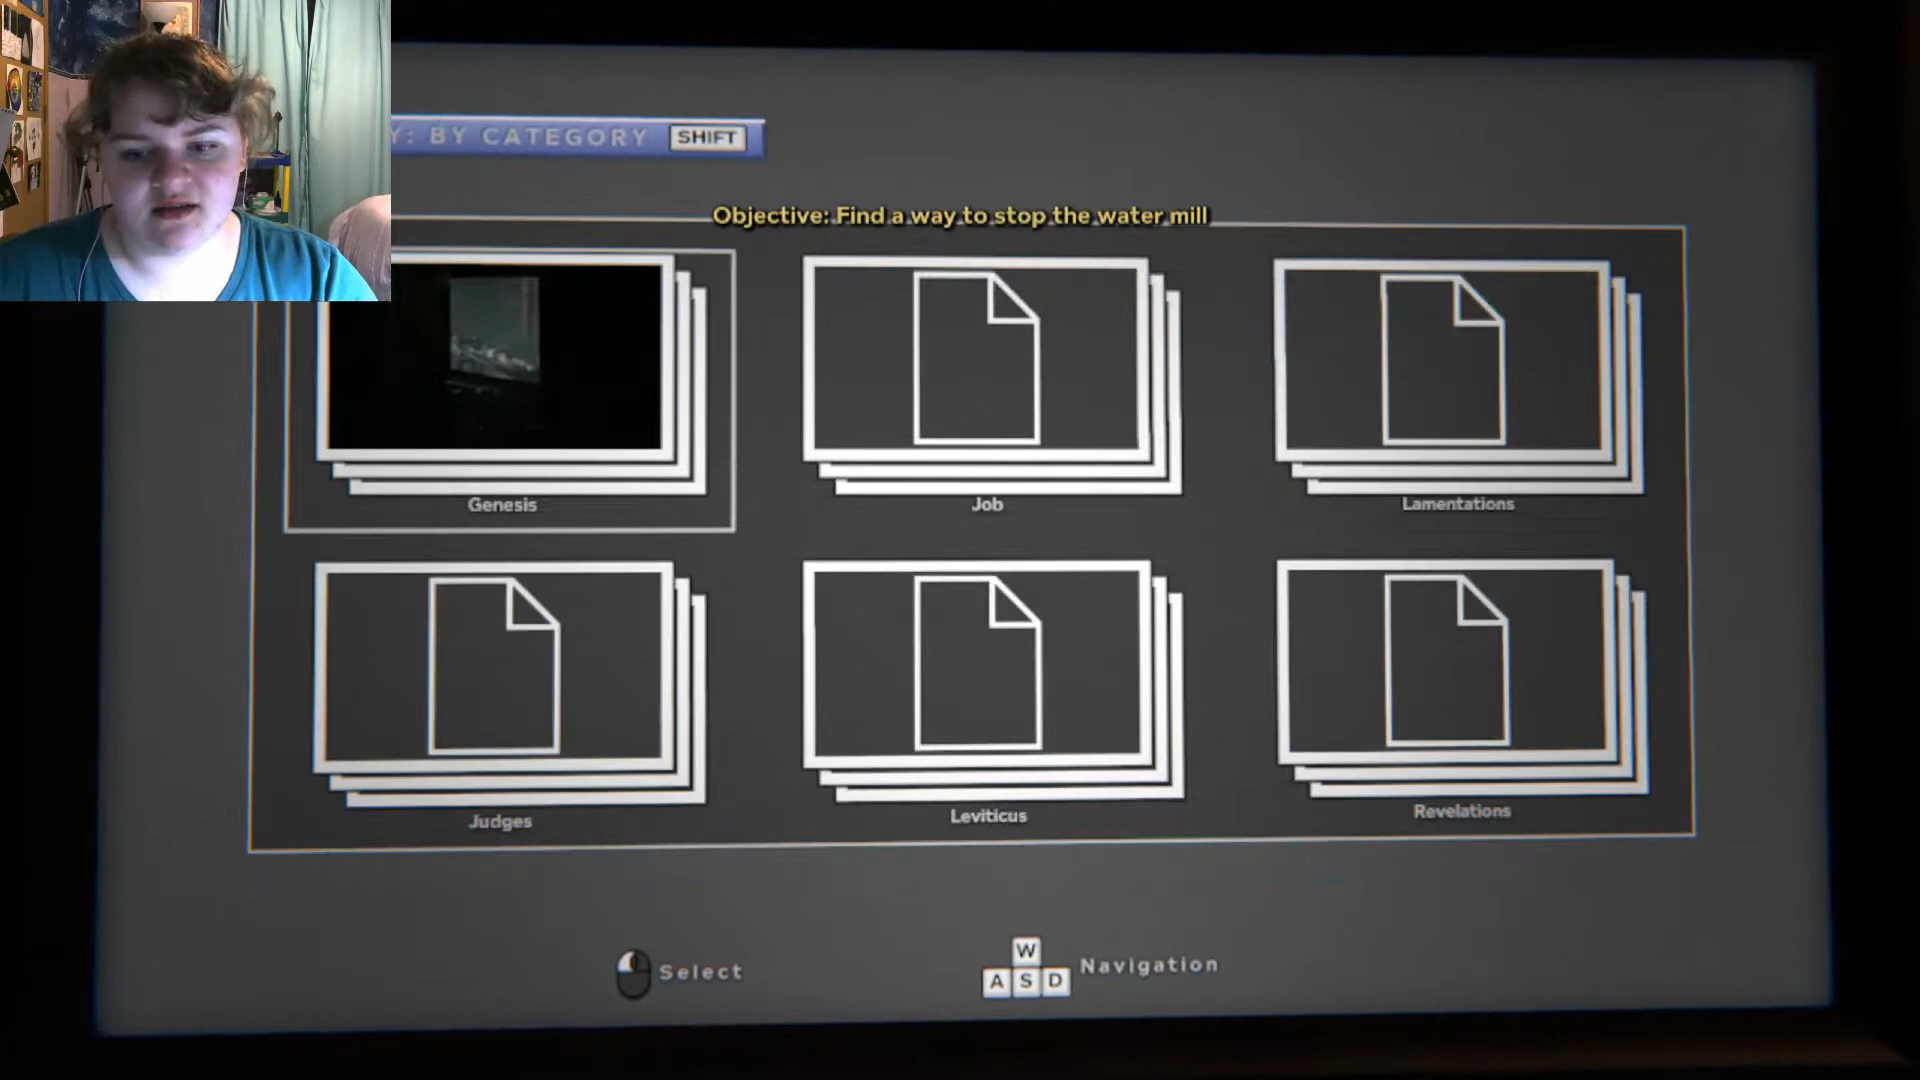 Y: BY CATEGORY SHIFT
Objective: Find a way to stop the water mill
Genesis
Job
Lamentations
Judges
Leviticus
Revelations
Select
W
A S D
Navigation